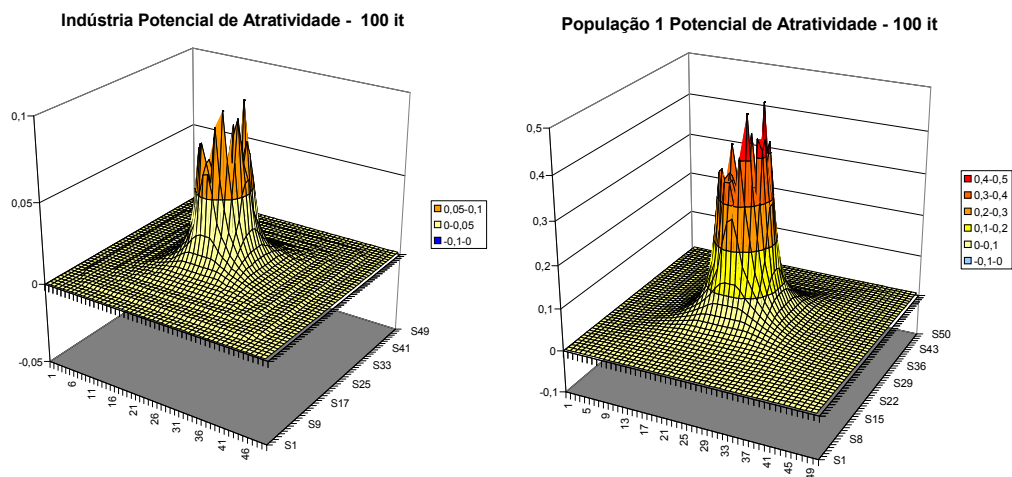 Indústria Potencial de Atratividade - 100 it
0,1
0,05
0
-0,05
1
6
11
16
21
26
31
36
41
46
S1
S9
S17
S25
S33
S41
S49
0,05-0,1
0-0,05
-0,1-0
População 1 Potencial de Atratividade - 100 it
0,5
0,4
0,3
0,2
0,1
0
-0,1
1
5
9
13
17
21
25
29
33
37
41
45
49
S1
S8
S15
S22
S29
S36
S43
S50
0,4-0,5
0,3-0,4
0,2-0,3
0,1-0,2
0-0,1
-0,1-0